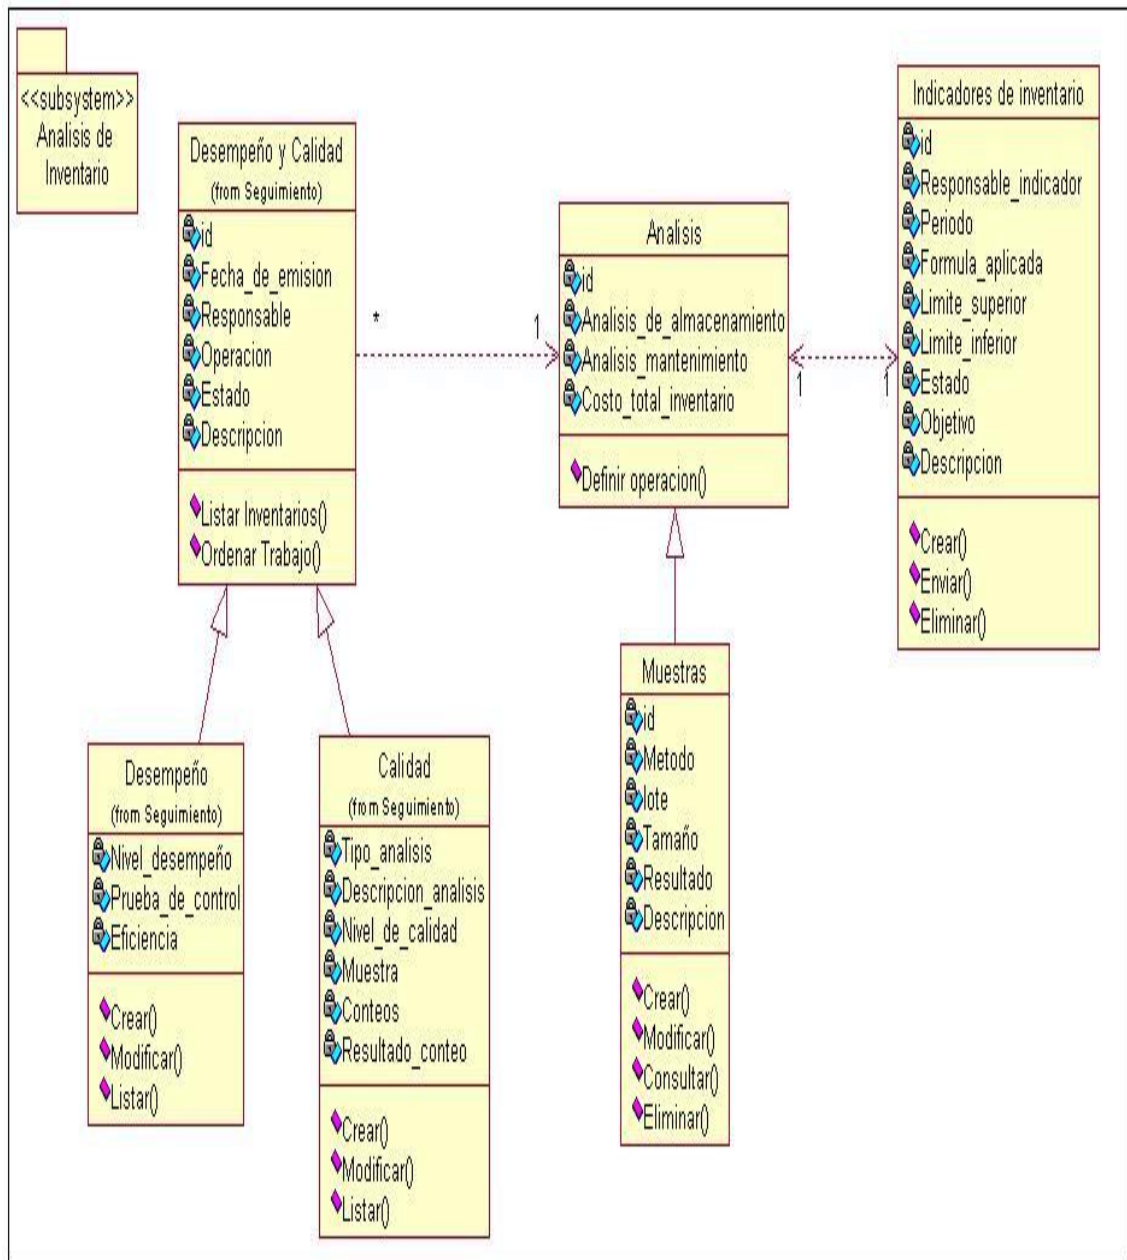 <<subsystem>>
Analisis de
Inventario
Desempeño y Calidad
(from Seguimiento)
id
Fecha_de_emision
Responsable
Operacion
Estado
Descripcion
Listar Inventarios()
Ordenar Trabajo()
*
1
Analisis
id
Analisis_de_almacenamiento
Analisis_mantenimiento
Costo_total_inventario
Definir operacion()
1
1
Indicadores de inventario
id
Responsable_indicador
Periodo
Formula_aplicada
Limite_superior
Limite_inferior
Estado
Objetivo
Descripcion
Crear()
Enviar()
Eliminar()
Desempeño
(from Seguimiento)
Nivel_desempeño
Prueba_de_control
Eficiencia
Crear()
Modificar()
Listar()
Calidad
(from Seguimiento)
Tipo_analisis
Descripcion_analisis
Nivel_de_calidad
Muestra
Conteos
Resultado_conteo
Crear()
Modificar()
Listar()
Muestras
id
Metodo
lote
Tamaño
Resultado
Descripcion
Crear()
Modificar()
Consultar()
Eliminar()